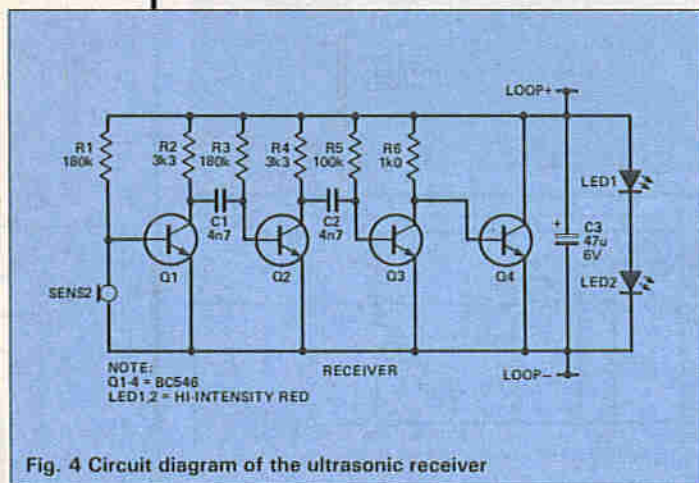 LOOP+
R1
180k
R2
3k3
R3
180k
R4
3k3
R5
100k
R6
1k0
LED1
C1
4n7
C2
4n7
+
C3
47u
6V
Q1
Q2
Q3
Q4
LED2
SENS2
NOTE:
Q1-4 = BC546
LED1,2 = HI-INTENSITY RED
RECEIVER
LOOP–
Fig. 4 Circuit diagram of the ultrasonic receiver